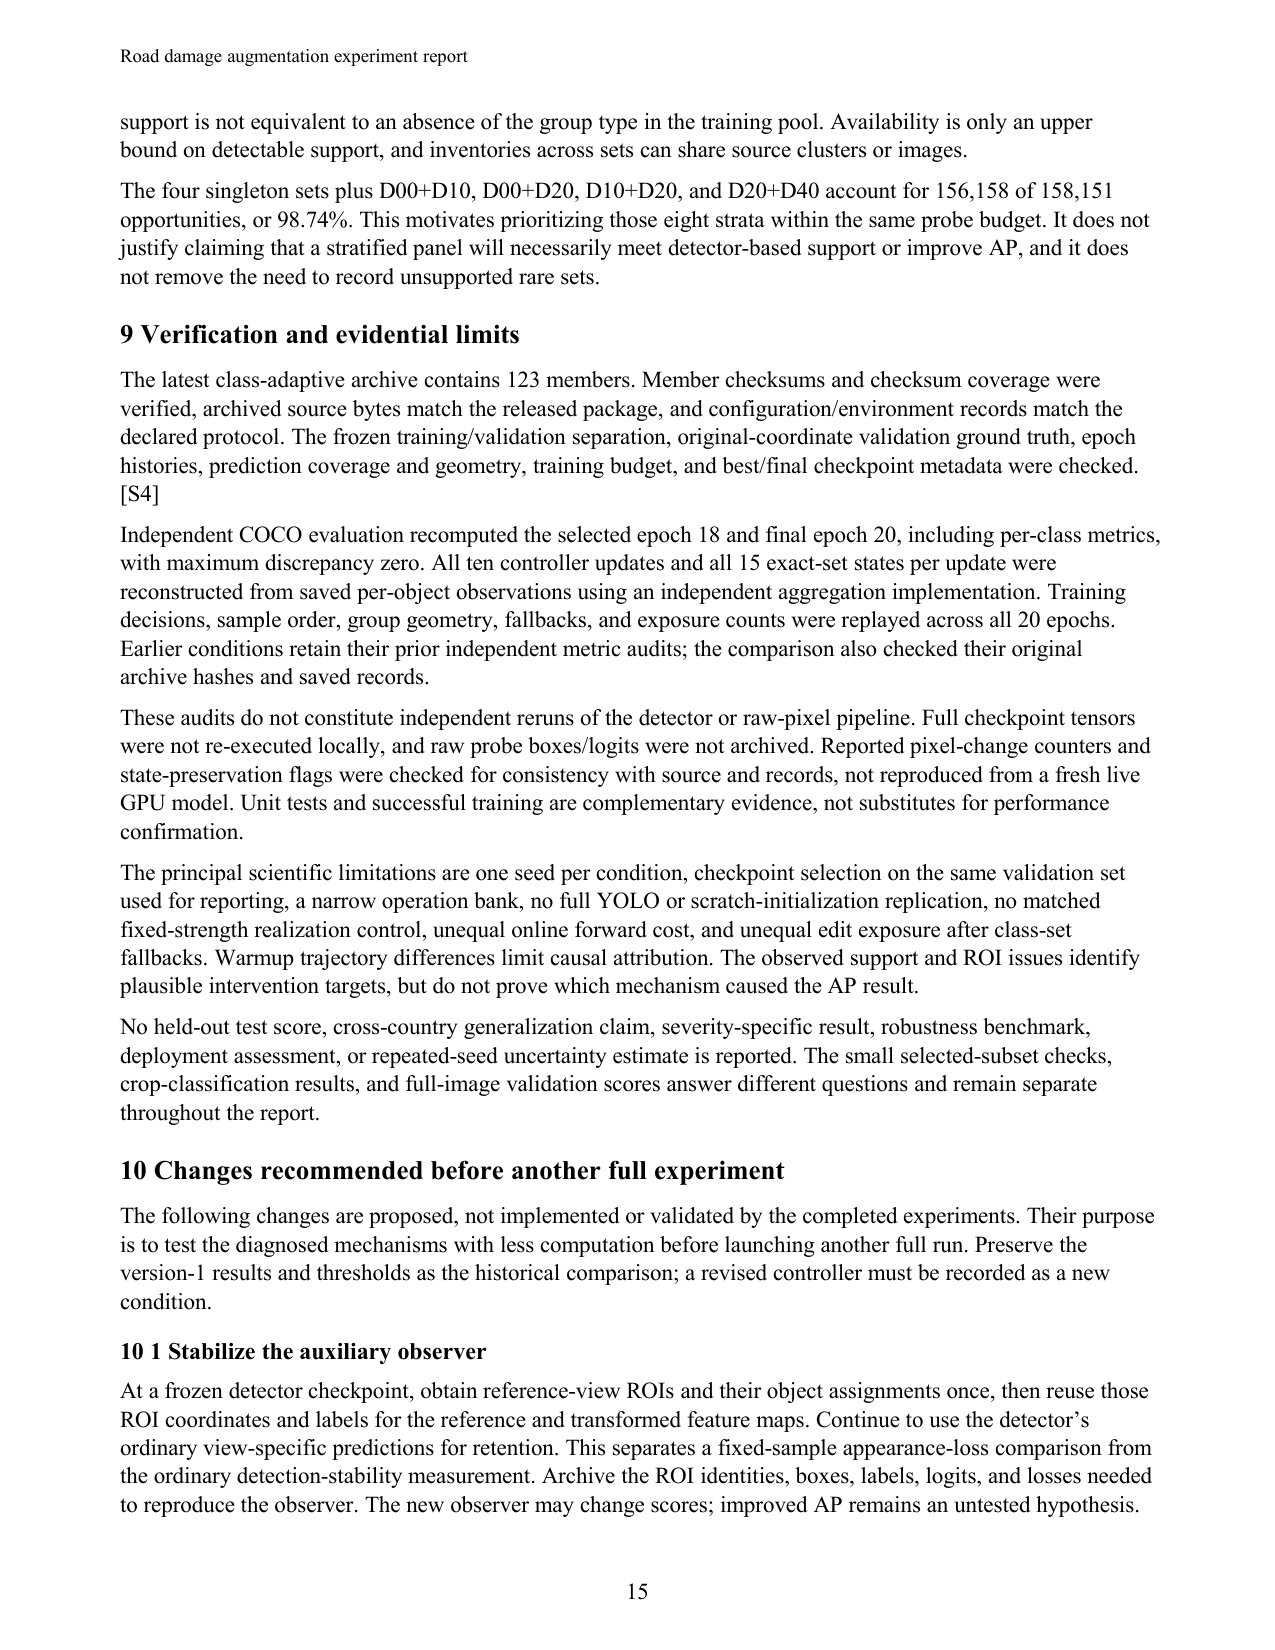 Road damage augmentation experiment report
support is not equivalent to an absence of the group type in the training pool. Availability is only an upper
bound on detectable support, and inventories across sets can share source clusters or images.
The four singleton sets plus D00+D10, D00+D20, D10+D20, and D20+D40 account for 156,158 of 158,151
opportunities, or 98.74%. This motivates prioritizing those eight strata within the same probe budget. It does not
justify claiming that a stratified panel will necessarily meet detector-based support or improve AP, and it does
not remove the need to record unsupported rare sets.
9 Verification and evidential limits
The latest class-adaptive archive contains 123 members. Member checksums and checksum coverage were
verified, archived source bytes match the released package, and configuration/environment records match the
declared protocol. The frozen training/validation separation, original-coordinate validation ground truth, epoch
histories, prediction coverage and geometry, training budget, and best/final checkpoint metadata were checked.
[S4]
Independent COCO evaluation recomputed the selected epoch 18 and final epoch 20, including per-class metrics,
with maximum discrepancy zero. All ten controller updates and all 15 exact-set states per update were
reconstructed from saved per-object observations using an independent aggregation implementation. Training
decisions, sample order, group geometry, fallbacks, and exposure counts were replayed across all 20 epochs.
Earlier conditions retain their prior independent metric audits; the comparison also checked their original
archive hashes and saved records.
These audits do not constitute independent reruns of the detector or raw-pixel pipeline. Full checkpoint tensors
were not re-executed locally, and raw probe boxes/logits were not archived. Reported pixel-change counters and
state-preservation flags were checked for consistency with source and records, not reproduced from a fresh live
GPU model. Unit tests and successful training are complementary evidence, not substitutes for performance
confirmation.
The principal scientific limitations are one seed per condition, checkpoint selection on the same validation set
used for reporting, a narrow operation bank, no full YOLO or scratch-initialization replication, no matched
fixed-strength realization control, unequal online forward cost, and unequal edit exposure after class-set
fallbacks. Warmup trajectory differences limit causal attribution. The observed support and ROI issues identify
plausible intervention targets, but do not prove which mechanism caused the AP result.
No held-out test score, cross-country generalization claim, severity-specific result, robustness benchmark,
deployment assessment, or repeated-seed uncertainty estimate is reported. The small selected-subset checks,
crop-classification results, and full-image validation scores answer different questions and remain separate
throughout the report.
10 Changes recommended before another full experiment
The following changes are proposed, not implemented or validated by the completed experiments. Their purpose
is to test the diagnosed mechanisms with less computation before launching another full run. Preserve the
version-1 results and thresholds as the historical comparison; a revised controller must be recorded as a new
condition.
10 1 Stabilize the auxiliary observer
At a frozen detector checkpoint, obtain reference-view ROIs and their object assignments once, then reuse those
ROI coordinates and labels for the reference and transformed feature maps. Continue to use the detector’s
ordinary view-specific predictions for retention. This separates a fixed-sample appearance-loss comparison from
the ordinary detection-stability measurement. Archive the ROI identities, boxes, labels, logits, and losses needed
to reproduce the observer. The new observer may change scores; improved AP remains an untested hypothesis.
15